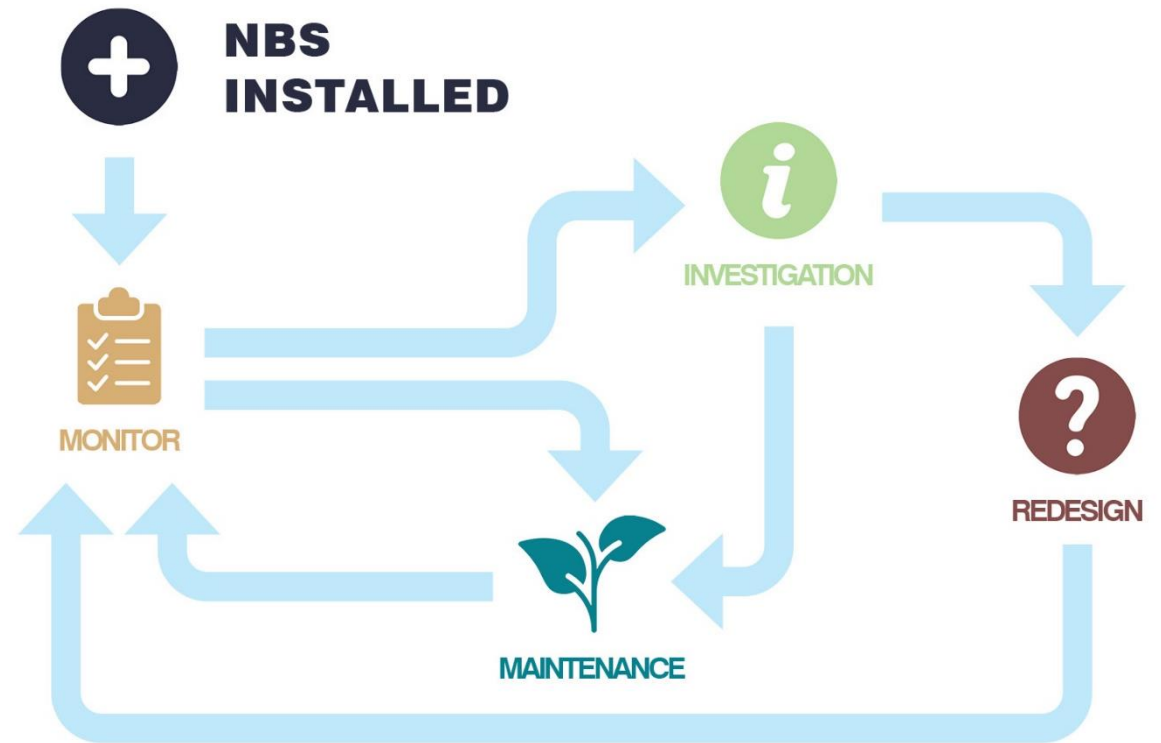 NBS
INSTALLED
INVESTIGATION
MONITOR
REDESIGN
MAINTENANCE